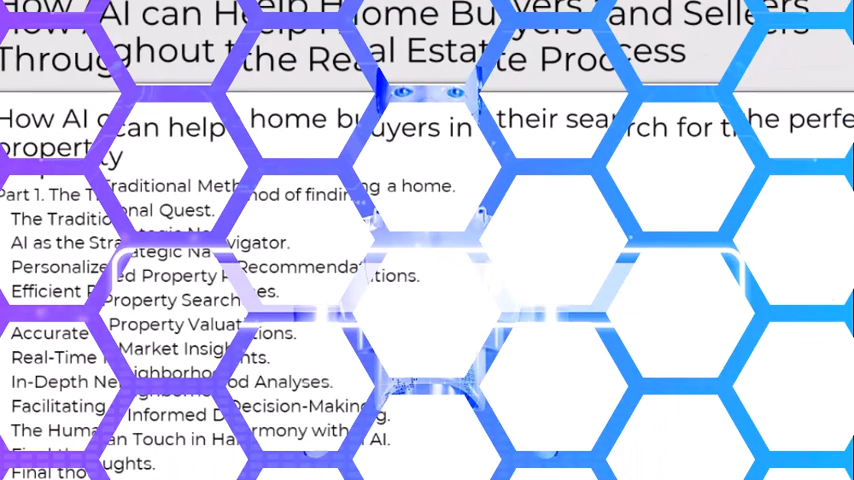 How AI can Help Home Buyers and Sellers
Throughout the Real Estate Process
How AI can help home buyers in their search for the perfe
property
Part 1. The Traditional Method of finding a home.
The Traditional Quest.
AI as the Strategic Navigator.
Personalized Property Recommendations.
Efficient Property Searches.
Accurate Property Valuations.
Real-Time Market Insights.
In-Depth Neighborhood Analyses.
Facilitating Informed Decision-Making.
The Human Touch in Harmony with AI.
Final thoughts.